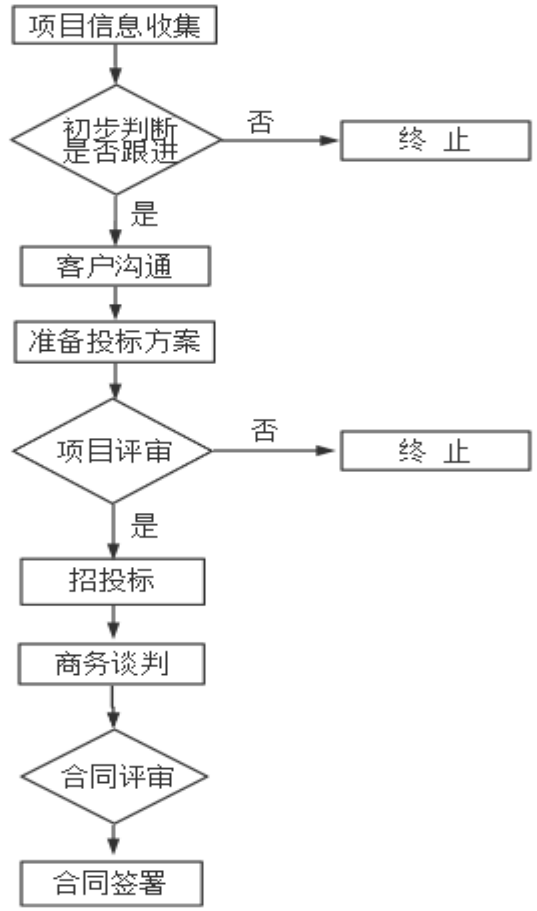 项目信息收集
初步判断
是否跟进
否
终 止
是
客户沟通
准备投标方案
项目评审
否
终 止
是
招投标
商务谈判
合同评审
合同签署